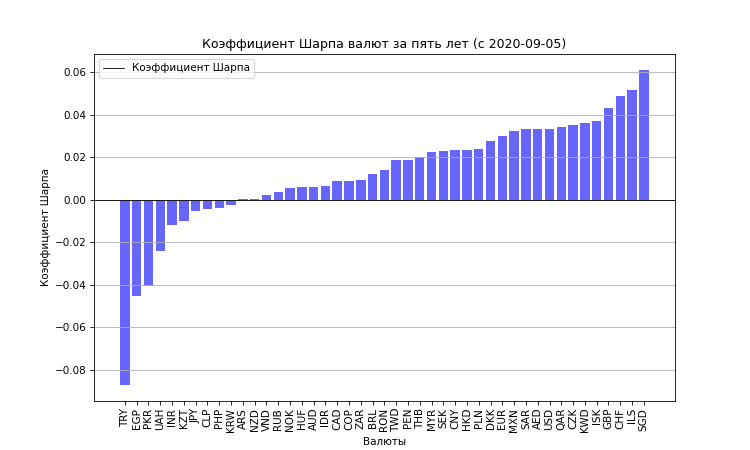 Коэффициент Шарпа валют за пять лет (с 2020-09-05)
Коэффициент Шарпа
0.06
0.04
0.02
0.00
−0.02
−0.04
−0.06
−0.08
Коэффициент Шарпа
TRY
EGP
PKR
UAH
INR
KZT
JPY
CLP
PHP
KRW
ARS
NZD
VND
RUB
NOK
HUF
AUD
IDR
CAD
COP
ZAR
BRL
RON
TWD
PEN
THB
MYR
SEK
CNY
HKD
PLN
DKK
EUR
MXN
SAR
AED
USD
QAR
CZK
KWD
ISK
GBP
CHF
ILS
SGD
Валюты